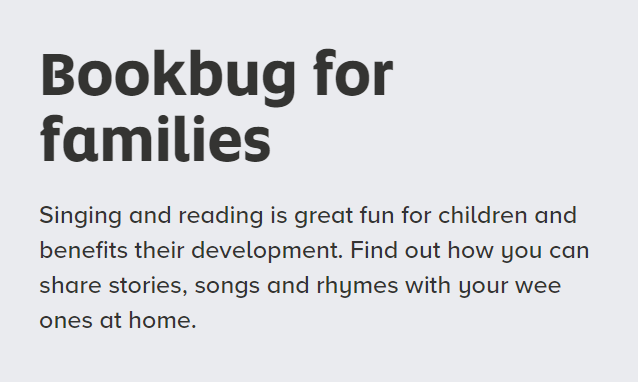 Bookbug for
families
Singing and reading is great fun for children and
benefits their development. Find out how you can
share stories, songs and rhymes with your wee
ones at home.